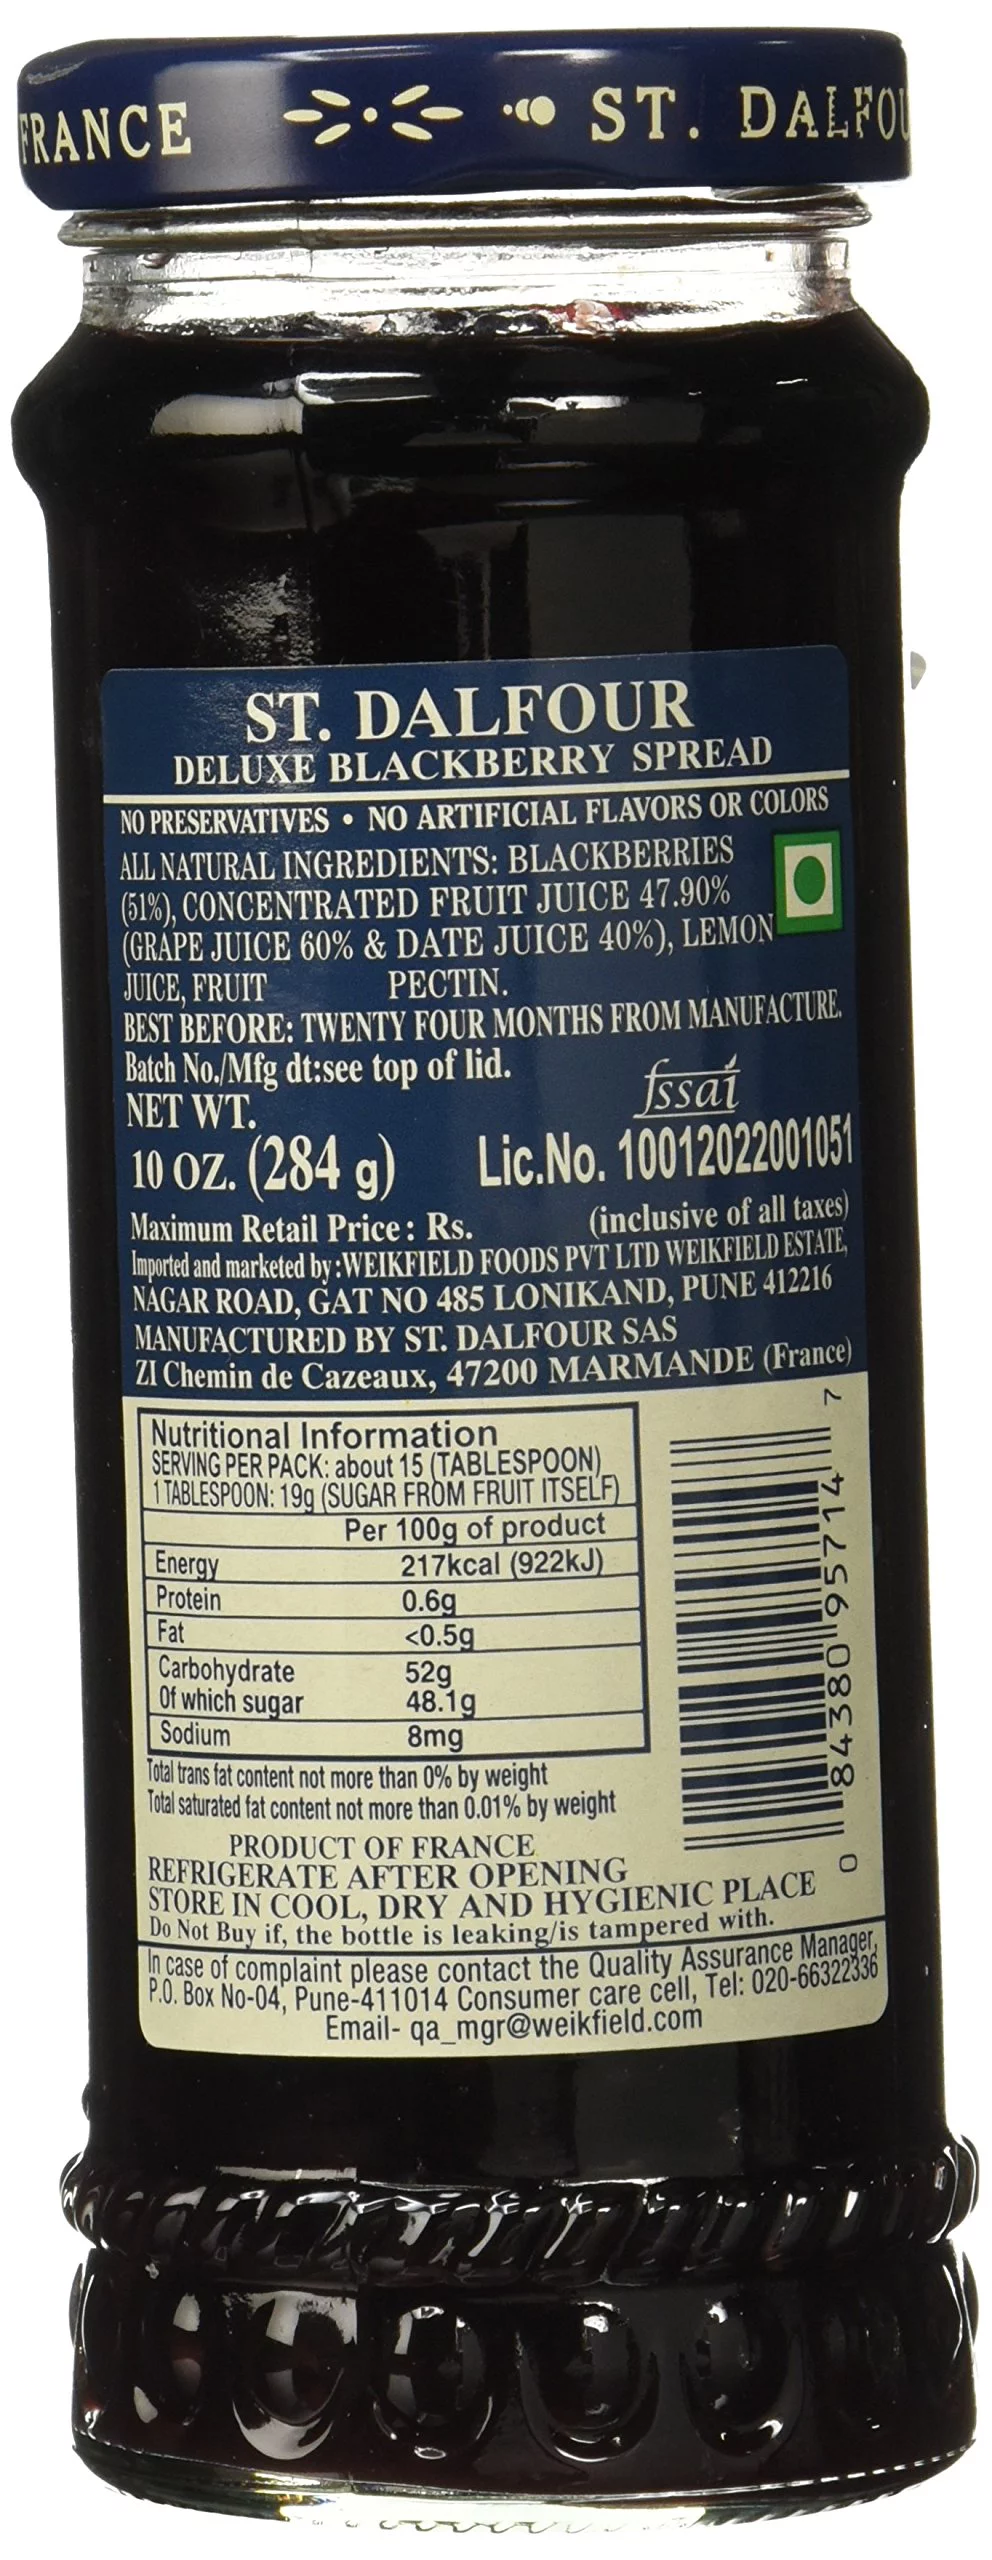 FRANCE ST. DALFOU
ST. DALFOUR
DELUXE BLACKBERRY SPREAD
NO PRESERVATIVES • NO ARTIFICIAL FLAVORS OR COLORS
ALL NATURAL INGREDIENTS: BLACKBERRIES
(51%), CONCENTRATED FRUIT JUICE 47.90%
(GRAPE JUICE 60% & DATE JUICE 40%), LEMON
JUICE, FRUIT PECTIN.
BEST BEFORE: TWENTY FOUR MONTHS FROM MANUFACTURE.
Batch No./Mfg dt:see top of lid.
fssai
NET WT.
10 OZ. (284 g) Lic.No. 10012022001051
Maximum Retail Price : Rs. (inclusive of all taxes)
Imported and marketed by :WEIKFIELD FOODS PVT LTD WEIKFIELD ESTATE,
NAGAR ROAD, GAT NO 485 LONIKAND, PUNE 412216
MANUFACTURED BY ST. DALFOUR SAS
ZI Chemin de Cazeaux, 47200 MARMANDE (France)
Nutritional Information
SERVING PER PACK: about 15 (TABLESPOON)
1 TABLESPOON: 19g (SUGAR FROM FRUIT ITSELF)
Per 100g of product
Energy 217kcal (922kJ)
Protein 0.6g
Fat <0.5g
Carbohydrate 52g
Of which sugar 48.1g
Sodium 8mg
Total trans fat content not more than 0% by weight
Total saturated fat content not more than 0.01% by weight
0 84380 95714 7
PRODUCT OF FRANCE
REFRIGERATE AFTER OPENING
STORE IN COOL, DRY AND HYGIENIC PLACE
Do Not Buy if, the bottle is leaking/is tampered with.
In case of complaint please contact the Quality Assurance Manager,
P.O. Box No-04, Pune-411014 Consumer care cell, Tel: 020-66322336
Email- qa_mgr@weikfield.com